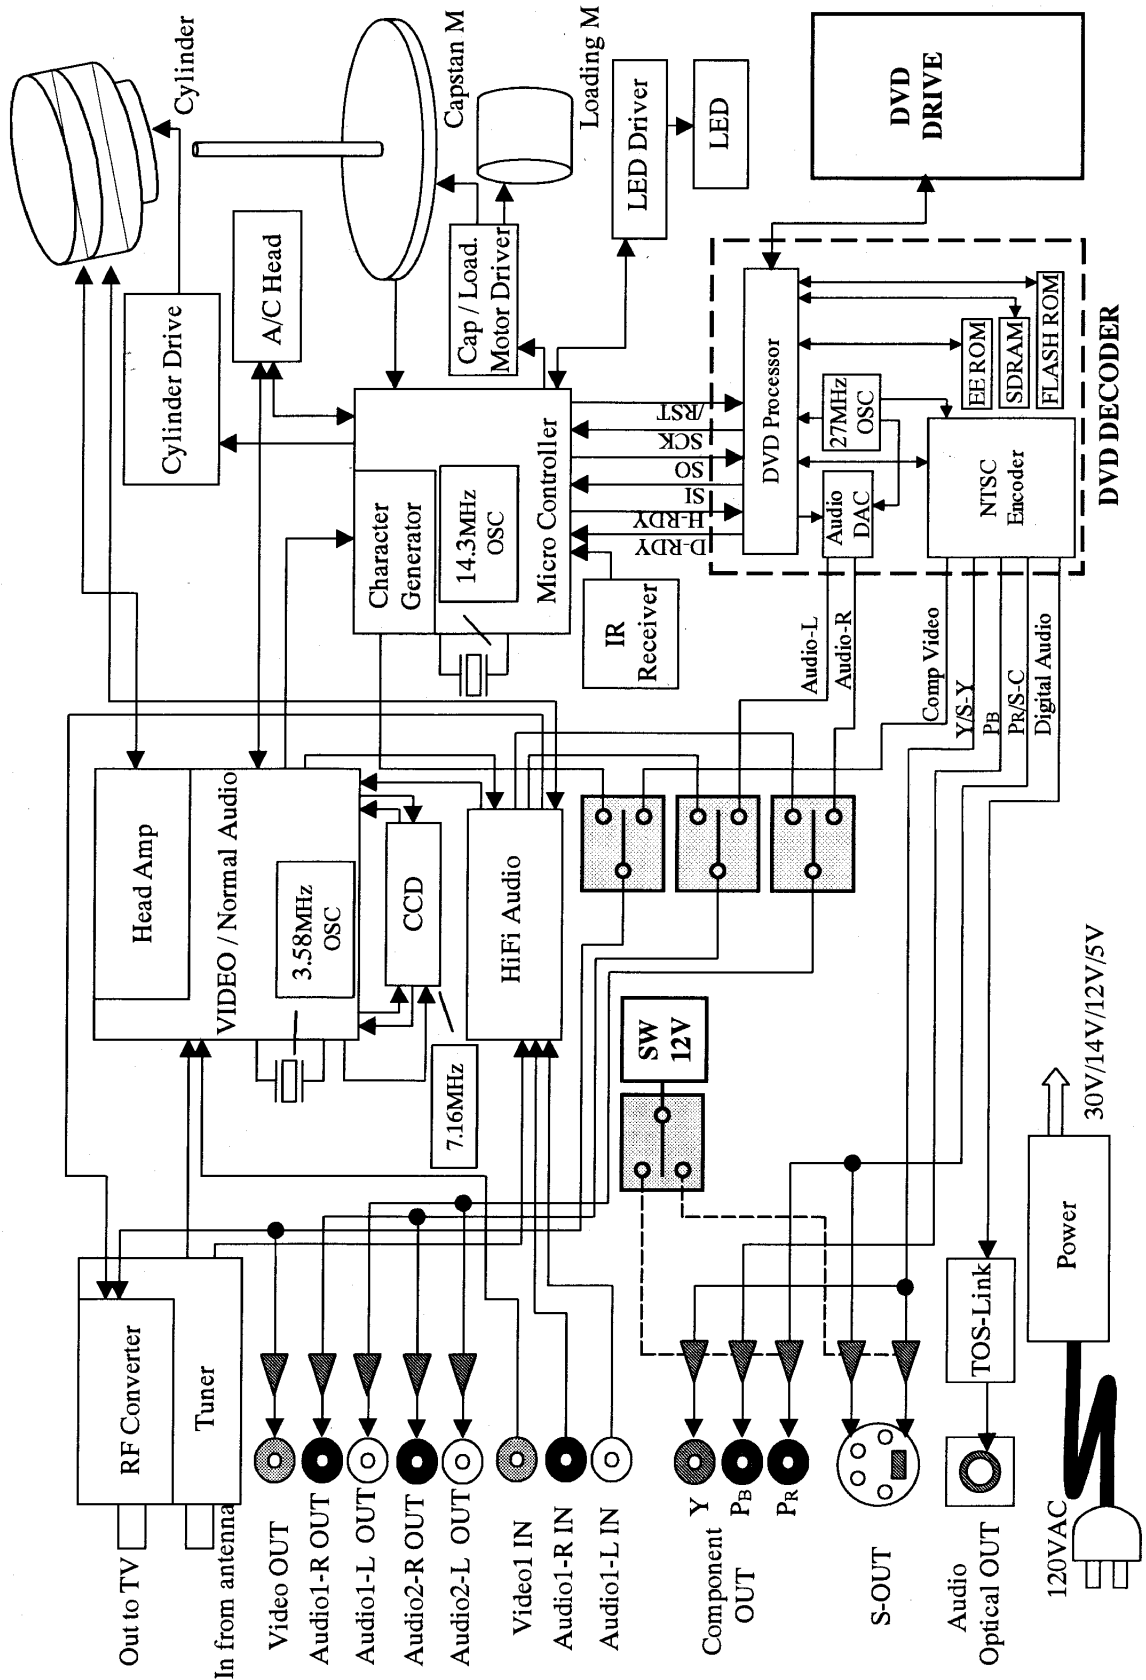 Out to TV
In from antenna
RF Converter
Tuner
Video OUT
Audio1-R OUT
Audio1-L OUT
Audio2-R OUT
Audio2-L OUT
Video1 IN
Audio1-R IN
Audio1-L IN
Component
OUT
Y
PB
PR
S-OUT
Audio
Optical OUT
TOS-Link
120VAC
Power
30V/14V/12V/5V
SW
12V
Head Amp
VIDEO / Normal Audio
3.58MHz
OSC
CCD
7.16MHz
HiFi Audio
Cylinder
Cylinder Drive
A/C Head
Capstan M
Cap / Load.
Motor Driver
Loading M
LED Driver
LED
Character
Generator
14.3MHz
OSC
Micro Controller
IR
Receiver
D-RDY
H-RDY
SI
SO
SCK
/RST
DVD
DRIVE
DVD Processor
Audio
DAC
27MHz
OSC
EE ROM
SDRAM
FLASH ROM
NTSC
Encoder
DVD DECODER
Audio-L
Audio-R
Comp Video
Y/S-Y
PB
PR/S-C
Digital Audio